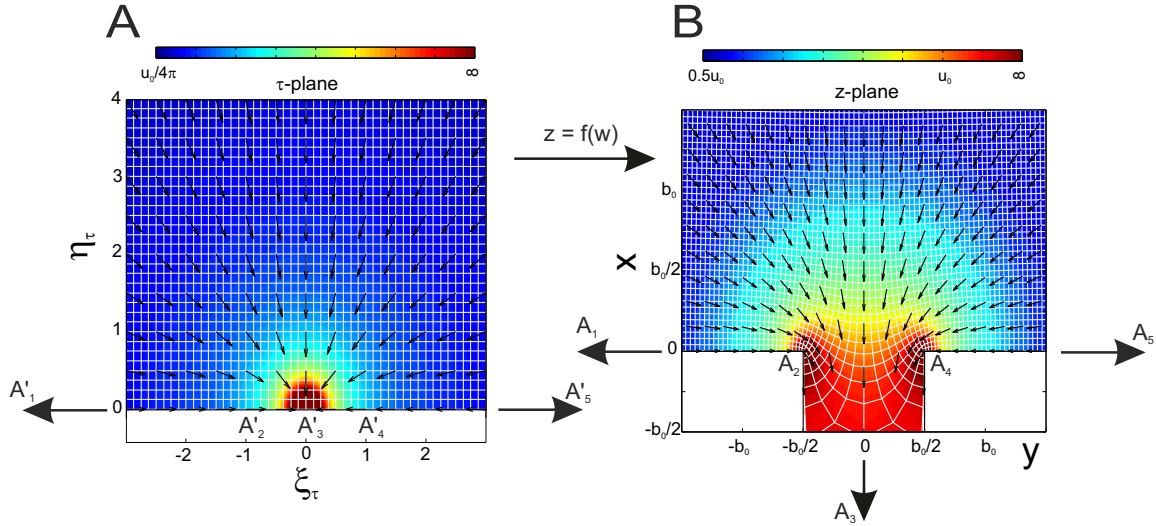 A
u₀/4π ∞
τ-plane
4
3
2
1
0
η_τ
A'₁
A'₂ A'₃ A'₄
A'₅
-2 -1 0 1 2
ξ_τ
z = f(w)
B
0.5u₀ u₀ ∞
z-plane
b₀
b₀/2
0
-b₀/2
x
A₁
A₂
A₄
A₅
-b₀ -b₀/2 0 b₀/2 b₀
y
A₃